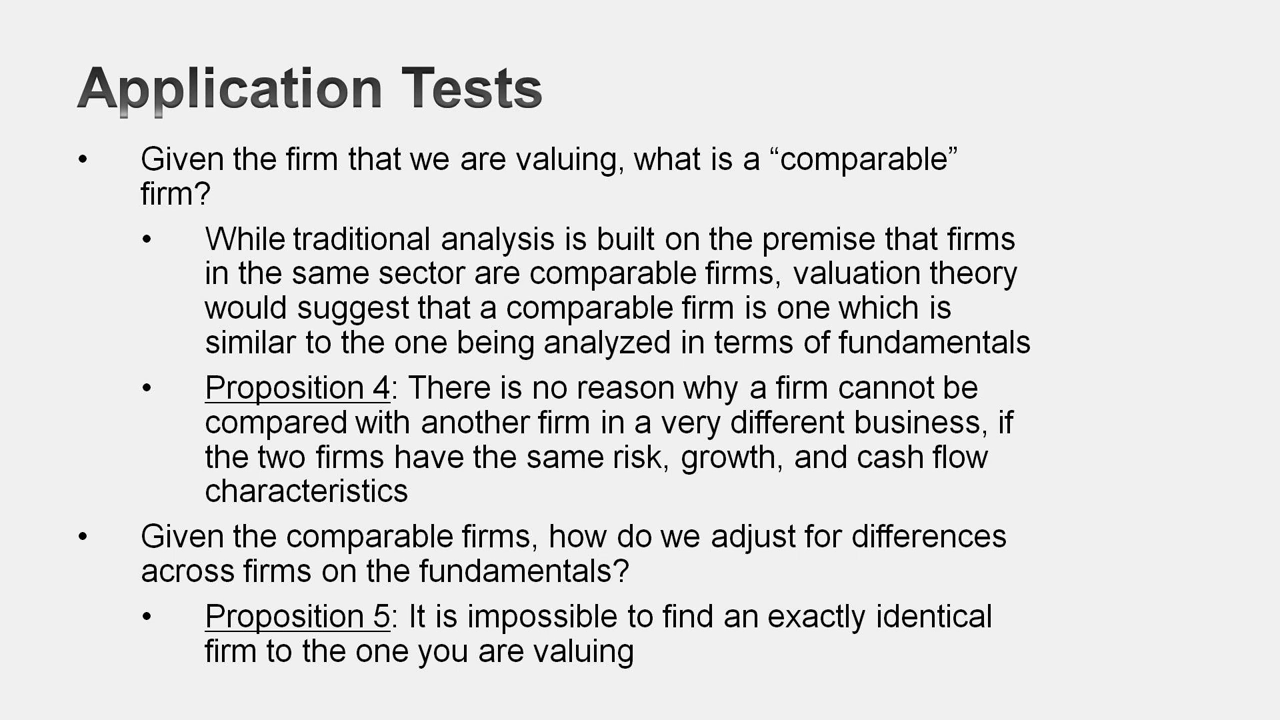 Application Tests
• Given the firm that we are valuing, what is a “comparable”
firm?
• While traditional analysis is built on the premise that firms
in the same sector are comparable firms, valuation theory
would suggest that a comparable firm is one which is
similar to the one being analyzed in terms of fundamentals
• Proposition 4: There is no reason why a firm cannot be
compared with another firm in a very different business, if
the two firms have the same risk, growth, and cash flow
characteristics
• Given the comparable firms, how do we adjust for differences
across firms on the fundamentals?
• Proposition 5: It is impossible to find an exactly identical
firm to the one you are valuing